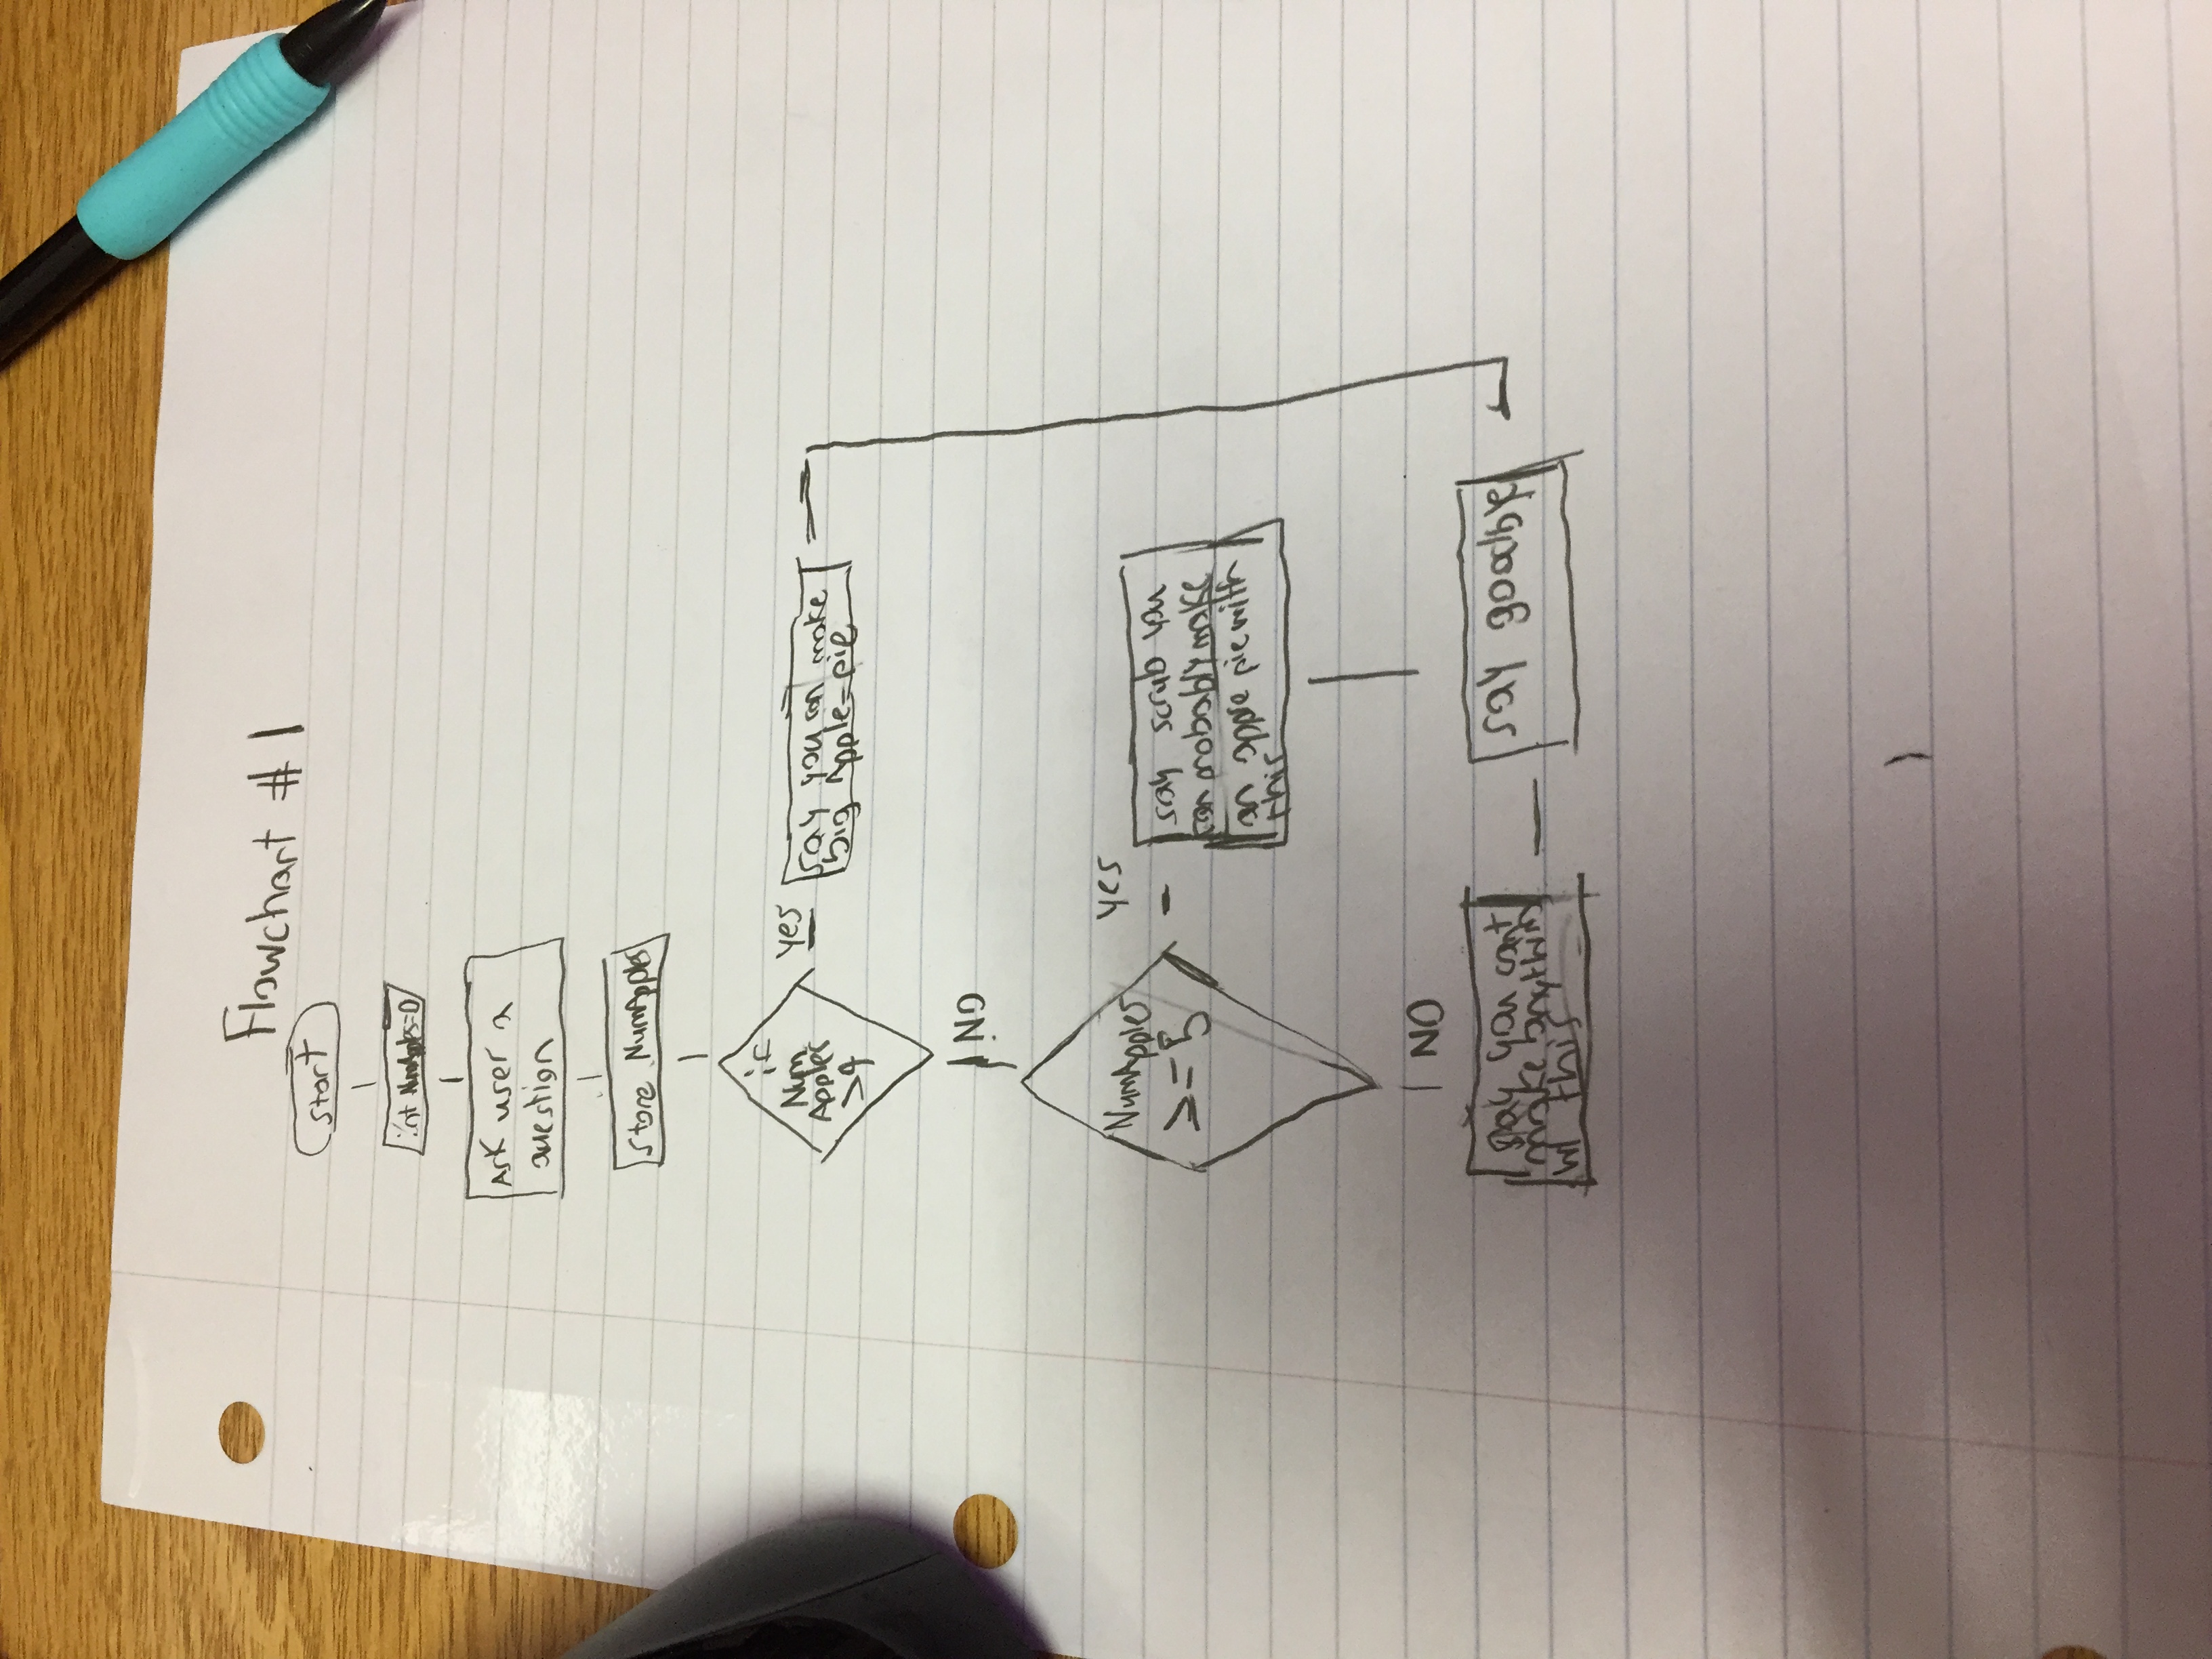 Flowchart #1
start
int NumApples=0
Ask user a
question
store NumApples
if
Num
Apples
>9
yes
say you can make
big Apple-pie
NO
NumApples
>=5
yes
say scrub you
can probably make
an apple pie with
this
NO
say you cant
make anything
w/ this
say goodbye